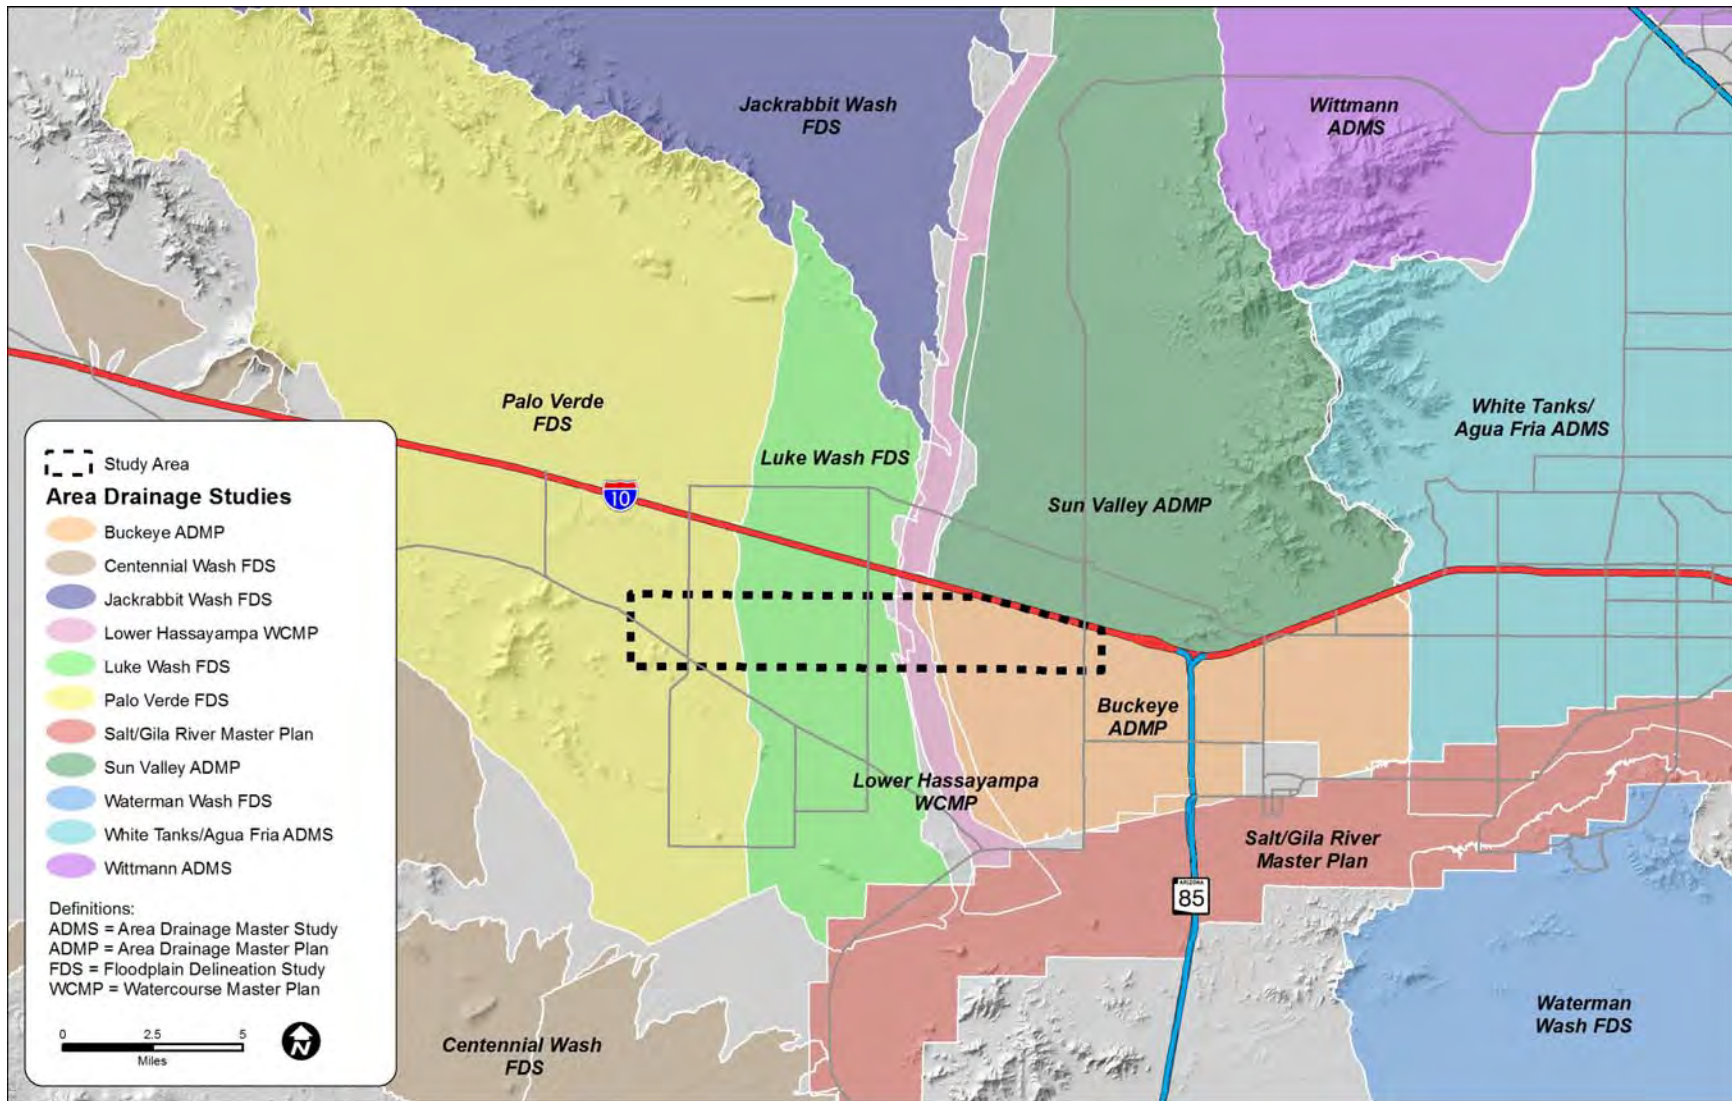 Jackrabbit Wash
FDS
Wittmann
ADMS
Palo Verde
FDS
White Tanks/
Agua Fria ADMS
Luke Wash FDS
10
Sun Valley ADMP
Buckeye
ADMP
Lower Hassayampa
WCMP
Salt/Gila River
Master Plan
ARIZONA
85
Waterman
Wash FDS
Centennial Wash
FDS
Study Area
Area Drainage Studies
Buckeye ADMP
Centennial Wash FDS
Jackrabbit Wash FDS
Lower Hassayampa WCMP
Luke Wash FDS
Palo Verde FDS
Salt/Gila River Master Plan
Sun Valley ADMP
Waterman Wash FDS
White Tanks/Agua Fria ADMS
Wittmann ADMS
Definitions:
ADMS = Area Drainage Master Study
ADMP = Area Drainage Master Plan
FDS = Floodplain Delineation Study
WCMP = Watercourse Master Plan
0 2.5 5
Miles
N